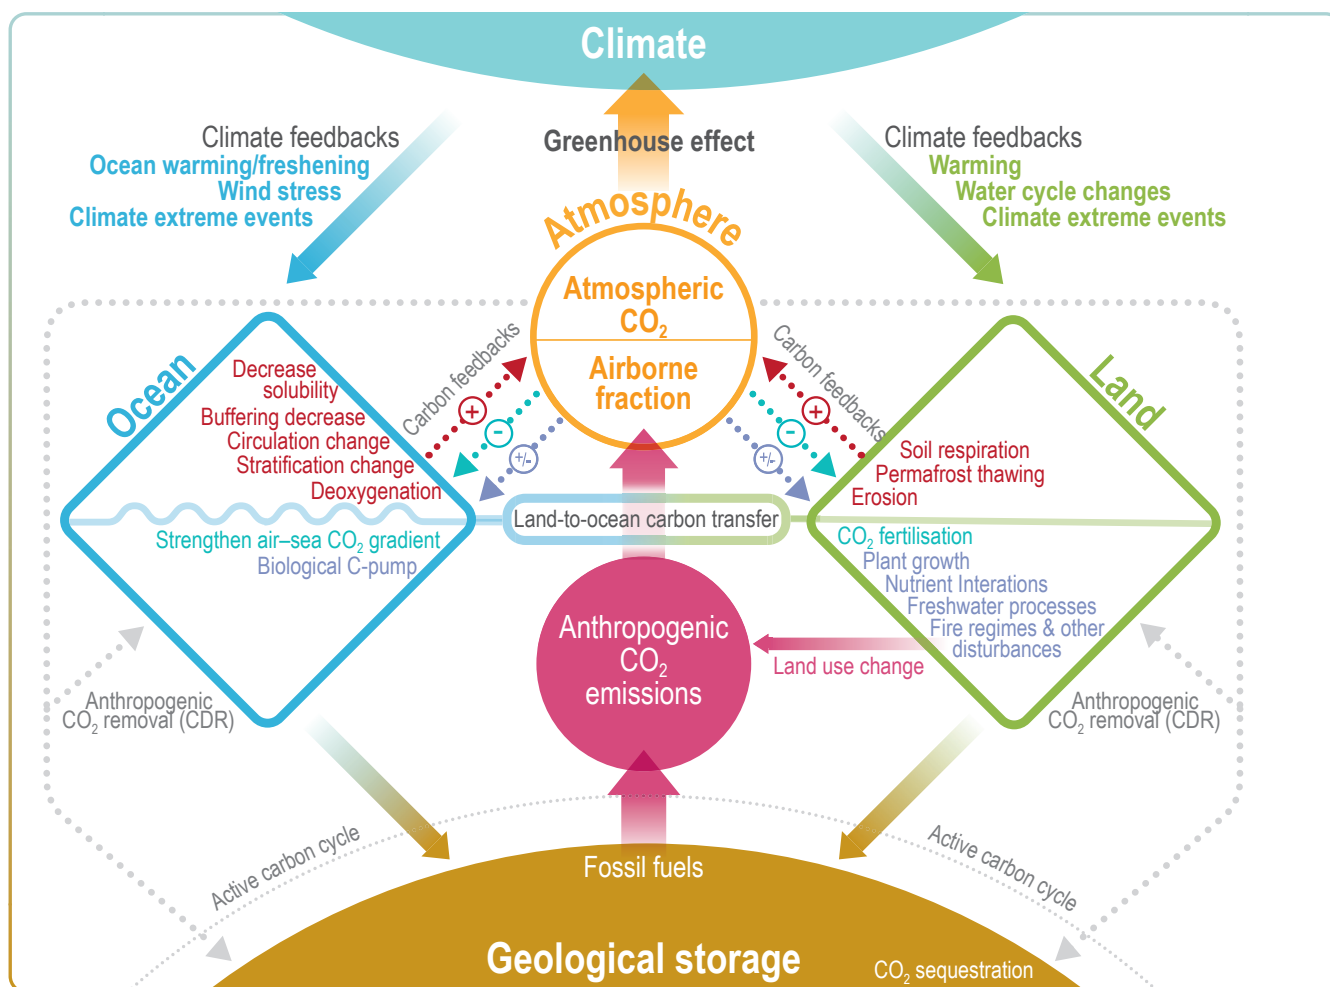 Climate
Climate feedbacks
Ocean warming/freshening
Wind stress
Climate extreme events
Greenhouse effect
Climate feedbacks
Warming
Water cycle changes
Climate extreme events
Atmosphere
Atmospheric
CO₂
Airborne
fraction
Carbon feedbacks
+
-
+/-
Carbon feedbacks
+
-
+/-
Ocean
Decrease
solubility
Buffering decrease
Circulation change
Stratification change
Deoxygenation
Strengthen air–sea CO₂ gradient
Biological C-pump
Land-to-ocean carbon transfer
Land
Soil respiration
Permafrost thawing
Erosion
CO₂ fertilisation
Plant growth
Nutrient Interations
Freshwater processes
Fire regimes & other
disturbances
Anthropogenic
CO₂
emissions
Land use change
Anthropogenic
CO₂ removal (CDR)
Anthropogenic
CO₂ removal (CDR)
Active carbon cycle
Active carbon cycle
Fossil fuels
Geological storage
CO₂ sequestration